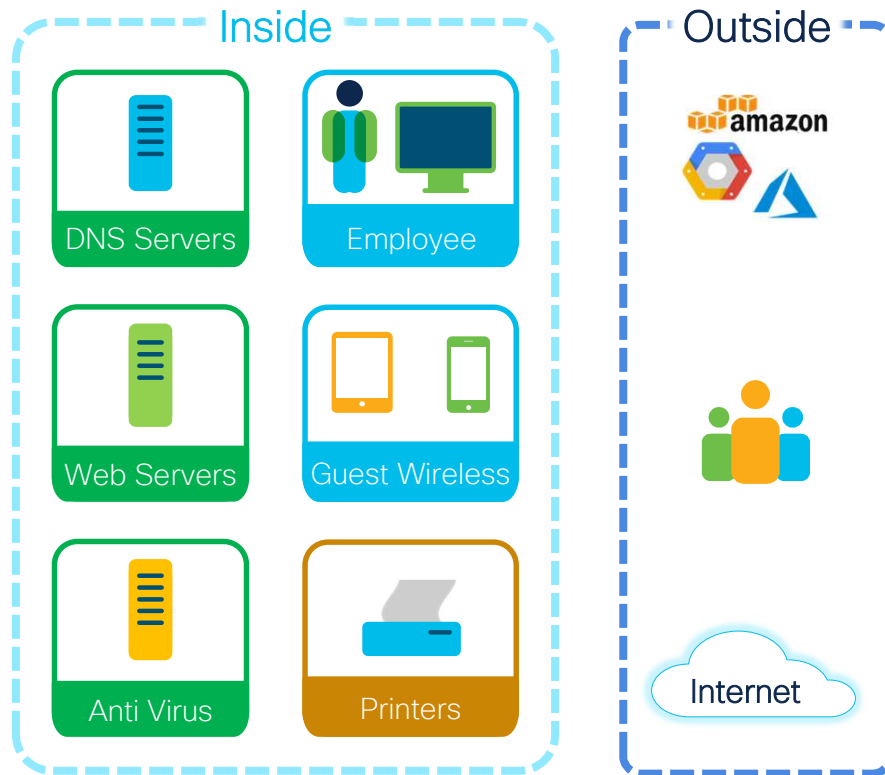 Inside
Outside
DNS Servers
Employee
Web Servers
Guest Wireless
Anti Virus
Printers
amazon
Internet